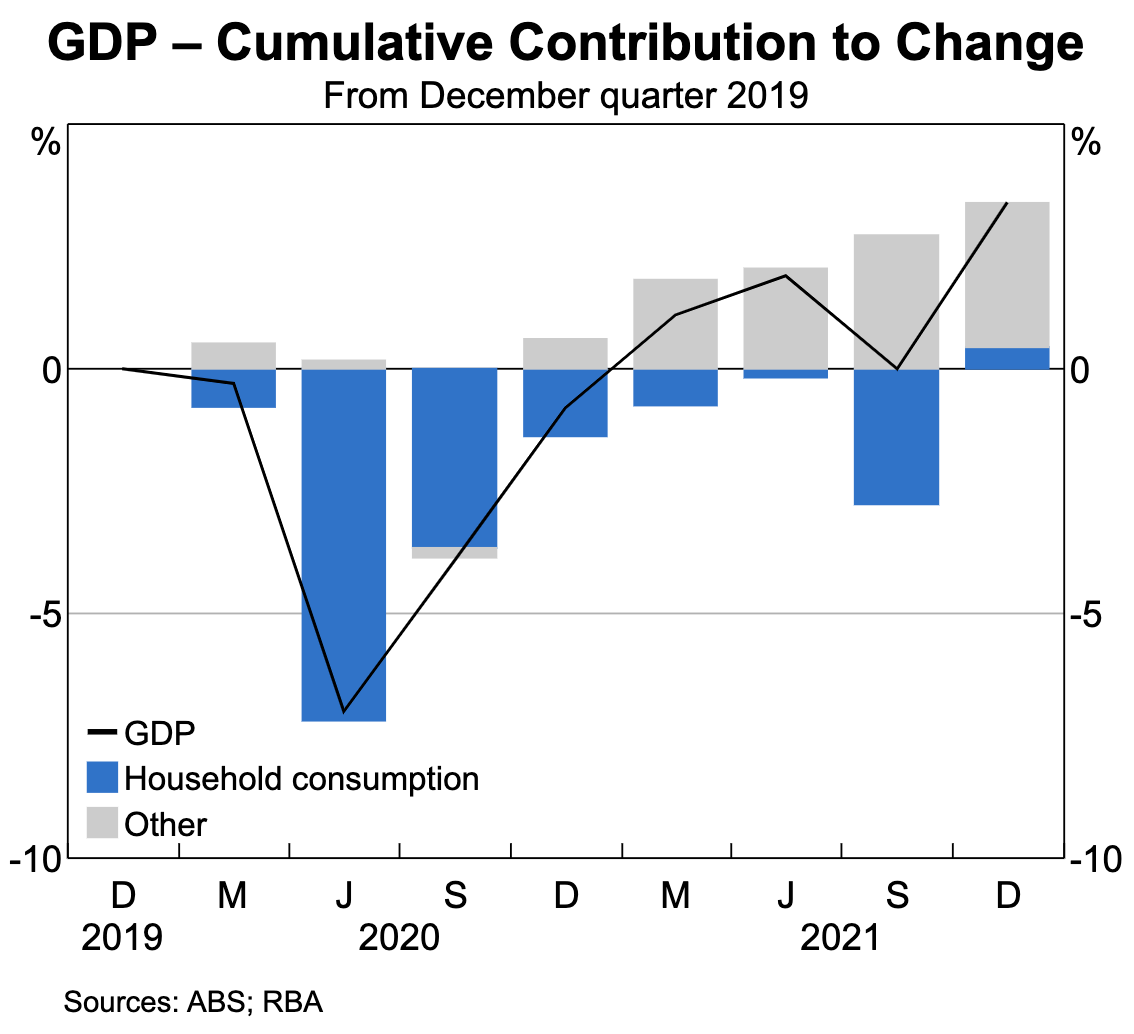 GDP – Cumulative Contribution to Change
From December quarter 2019
% %
0 0
-5 -5
GDP
Household consumption
Other
-10 -10
D M J S D M J S D
2019 2020 2021
Sources: ABS; RBA